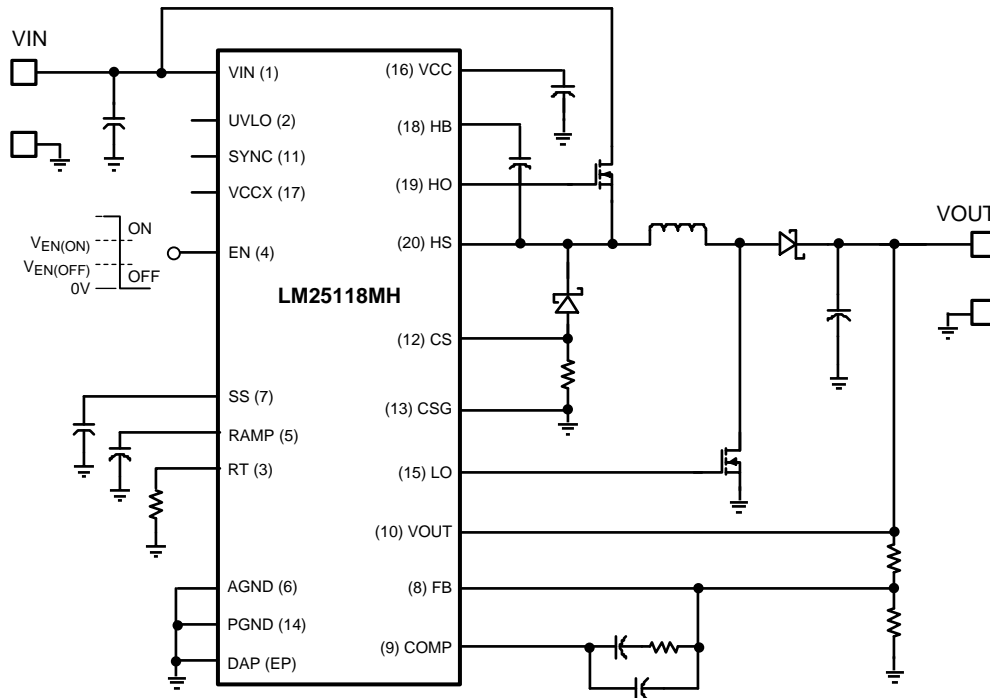 VIN
VIN (1)
UVLO (2)
SYNC (11)
VCCX (17)
ON
VEN(ON)
VEN(OFF)
OFF
0V
EN (4)
LM25118MH
SS (7)
RAMP (5)
RT (3)
AGND (6)
PGND (14)
DAP (EP)
(16) VCC
(18) HB
(19) HO
(20) HS
(12) CS
(13) CSG
(15) LO
(10) VOUT
(8) FB
(9) COMP
VOUT